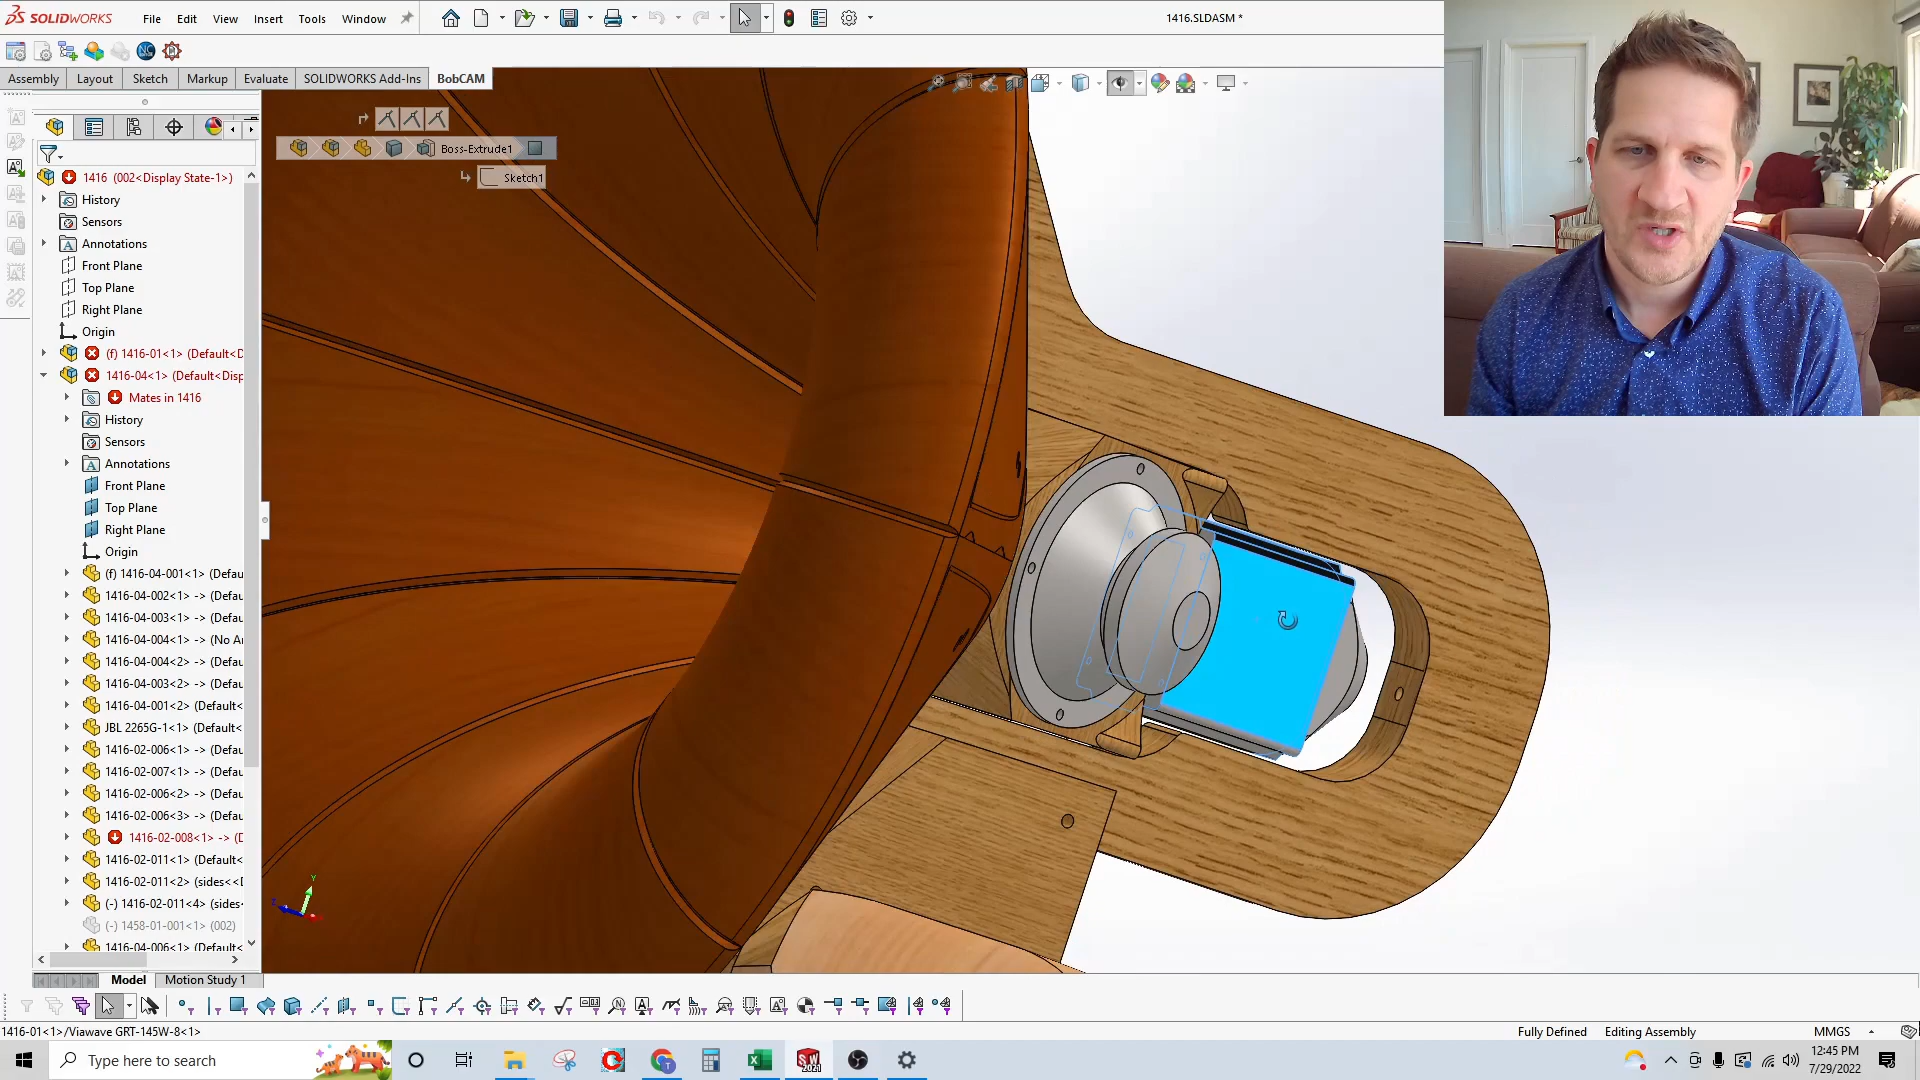 SOLIDWORKS
File
Edit
View
Insert
Tools
Window
1416.SLDASM *
Assembly
Layout
Sketch
Markup
Evaluate
SOLIDWORKS Add-Ins
BobCAM
Boss-Extrude1
Sketch1
1416 (002<Display State-1>)
History
Sensors
Annotations
Front Plane
Top Plane
Right Plane
Origin
(f) 1416-01<1> (Default<D
1416-04<1> (Default<Disp
Mates in 1416
History
Sensors
Annotations
Front Plane
Top Plane
Right Plane
Origin
(f) 1416-04-001<1> (Defau
1416-04-002<1> -> (Defau
1416-04-003<1> -> (Defau
1416-04-004<1> -> (No Ar
1416-04-004<2> -> (Defau
1416-04-003<2> -> (Defau
1416-04-001<2> -> (Defau
JBL 2265G-1<1> (Default<
1416-02-006<1> -> (Defau
1416-02-007<1> -> (Defau
1416-02-006<2> -> (Defau
1416-02-006<3> -> (Defau
1416-02-008<1> -> (D
1416-02-011<1> (Default<
1416-02-011<2> (sides<<D
(-) 1416-02-011<4> (sides<
(-) 1458-01-001<1> (002)
1416-04-006<1> (Default<
Y
Z
Model
Motion Study 1
1416-01<1>/Viawave GRT-145W-8<1>
Fully Defined
Editing Assembly
MMGS
Type here to search
SW
2021
12:45 PM
7/29/2022